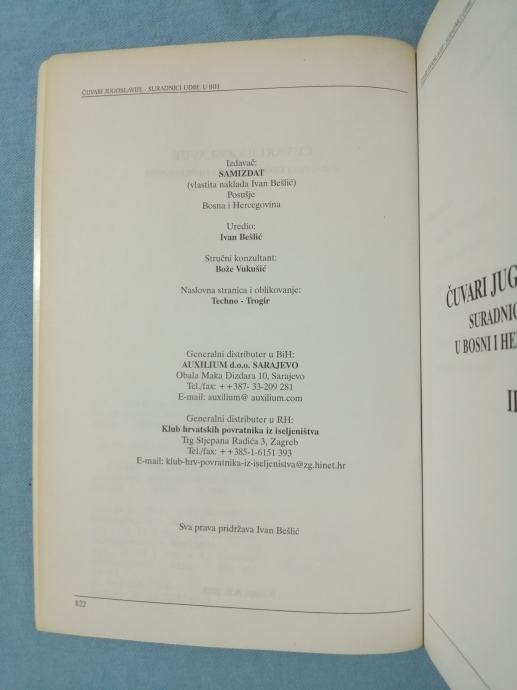 ČUVARI JUGOSLAVIJE - SURADNICI UDBE U BIH
Izdavač:
SAMIZDAT
(vlastita naklada Ivan Bešlić)
Posušje
Bosna i Hercegovina
Uredio:
Ivan Bešlić
Stručni konzultant:
Bože Vukušić
Naslovna stranica i oblikovanje:
Techno - Trogir
Generalni distributer u BiH:
AUXILIUM d.o.o. SARAJEVO
Obala Maka Dizdara 10, Sarajevo
Tel./fax: ++387- 33-209 281
E-mail: auxilium@ auxilium.com
Generalni distributer u RH:
Klub hrvatskih povratnika iz iseljeništva
Trg Stjepana Radića 3, Zagreb
Tel./fax: ++385-1-6151 393
E-mail: klub-hrv-povratnika-iz-iseljenistva@zg.hinet.hr
Sva prava pridržava Ivan Bešlić
822
ČUVARI JUG
SURADNIC
U BOSNI I HE